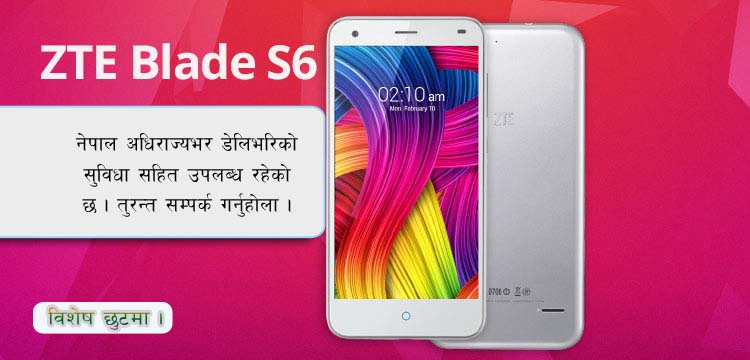 ZTE Blade S6
नेपाल अधिराज्यभर डेलिभरिको
सुविधा सहित उपलब्ध रहेको
छ । तुरन्त सम्पर्क गर्नुहोला ।
विशेष छुटमा ।
02:10 am
Mon. February 10
ZTE
0700